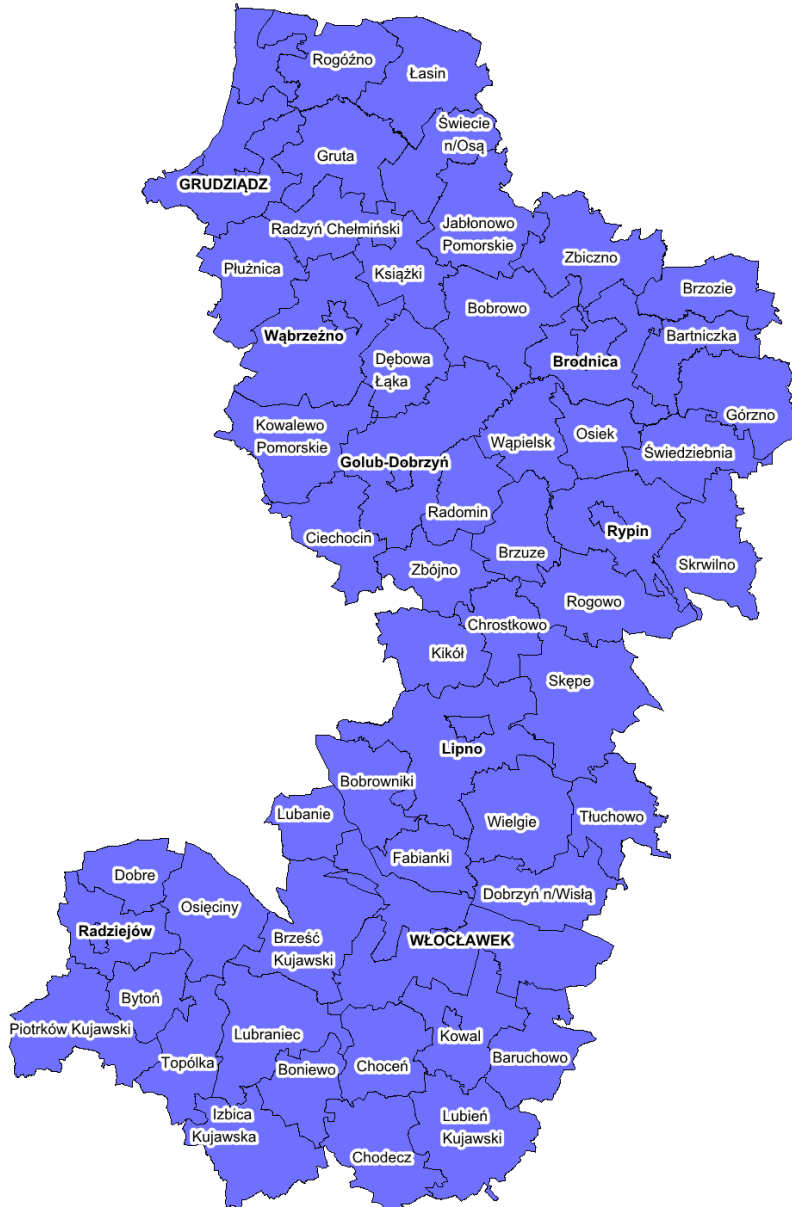 Rogóźno
Łasin
Świecie
n/Osą
Gruta
GRUDZIĄDZ
Radzyń Chełmiński
Jabłonowo
Pomorskie
Zbiczno
Płużnica
Książki
Brzozie
Bobrowo
Wąbrzeźno
Bartniczka
Dębowa
Łąka
Brodnica
Górzno
Kowalewo
Pomorskie
Wąpielsk
Osiek
Świedziebnia
Golub-Dobrzyń
Radomin
Rypin
Ciechocin
Brzuze
Skrwilno
Zbójno
Rogowo
Chrostkowo
Kikół
Skępe
Lipno
Bobrowniki
Lubanie
Wielgie
Tłuchowo
Fabianki
Dobre
Dobrzyń n/Wisłą
Osięciny
Radziejów
Brześć
Kujawski
WŁOCŁAWEK
Bytoń
Piotrków Kujawski
Lubraniec
Kowal
Topólka
Boniewo
Choceń
Baruchowo
Izbica
Kujawska
Lubień
Kujawski
Chodecz